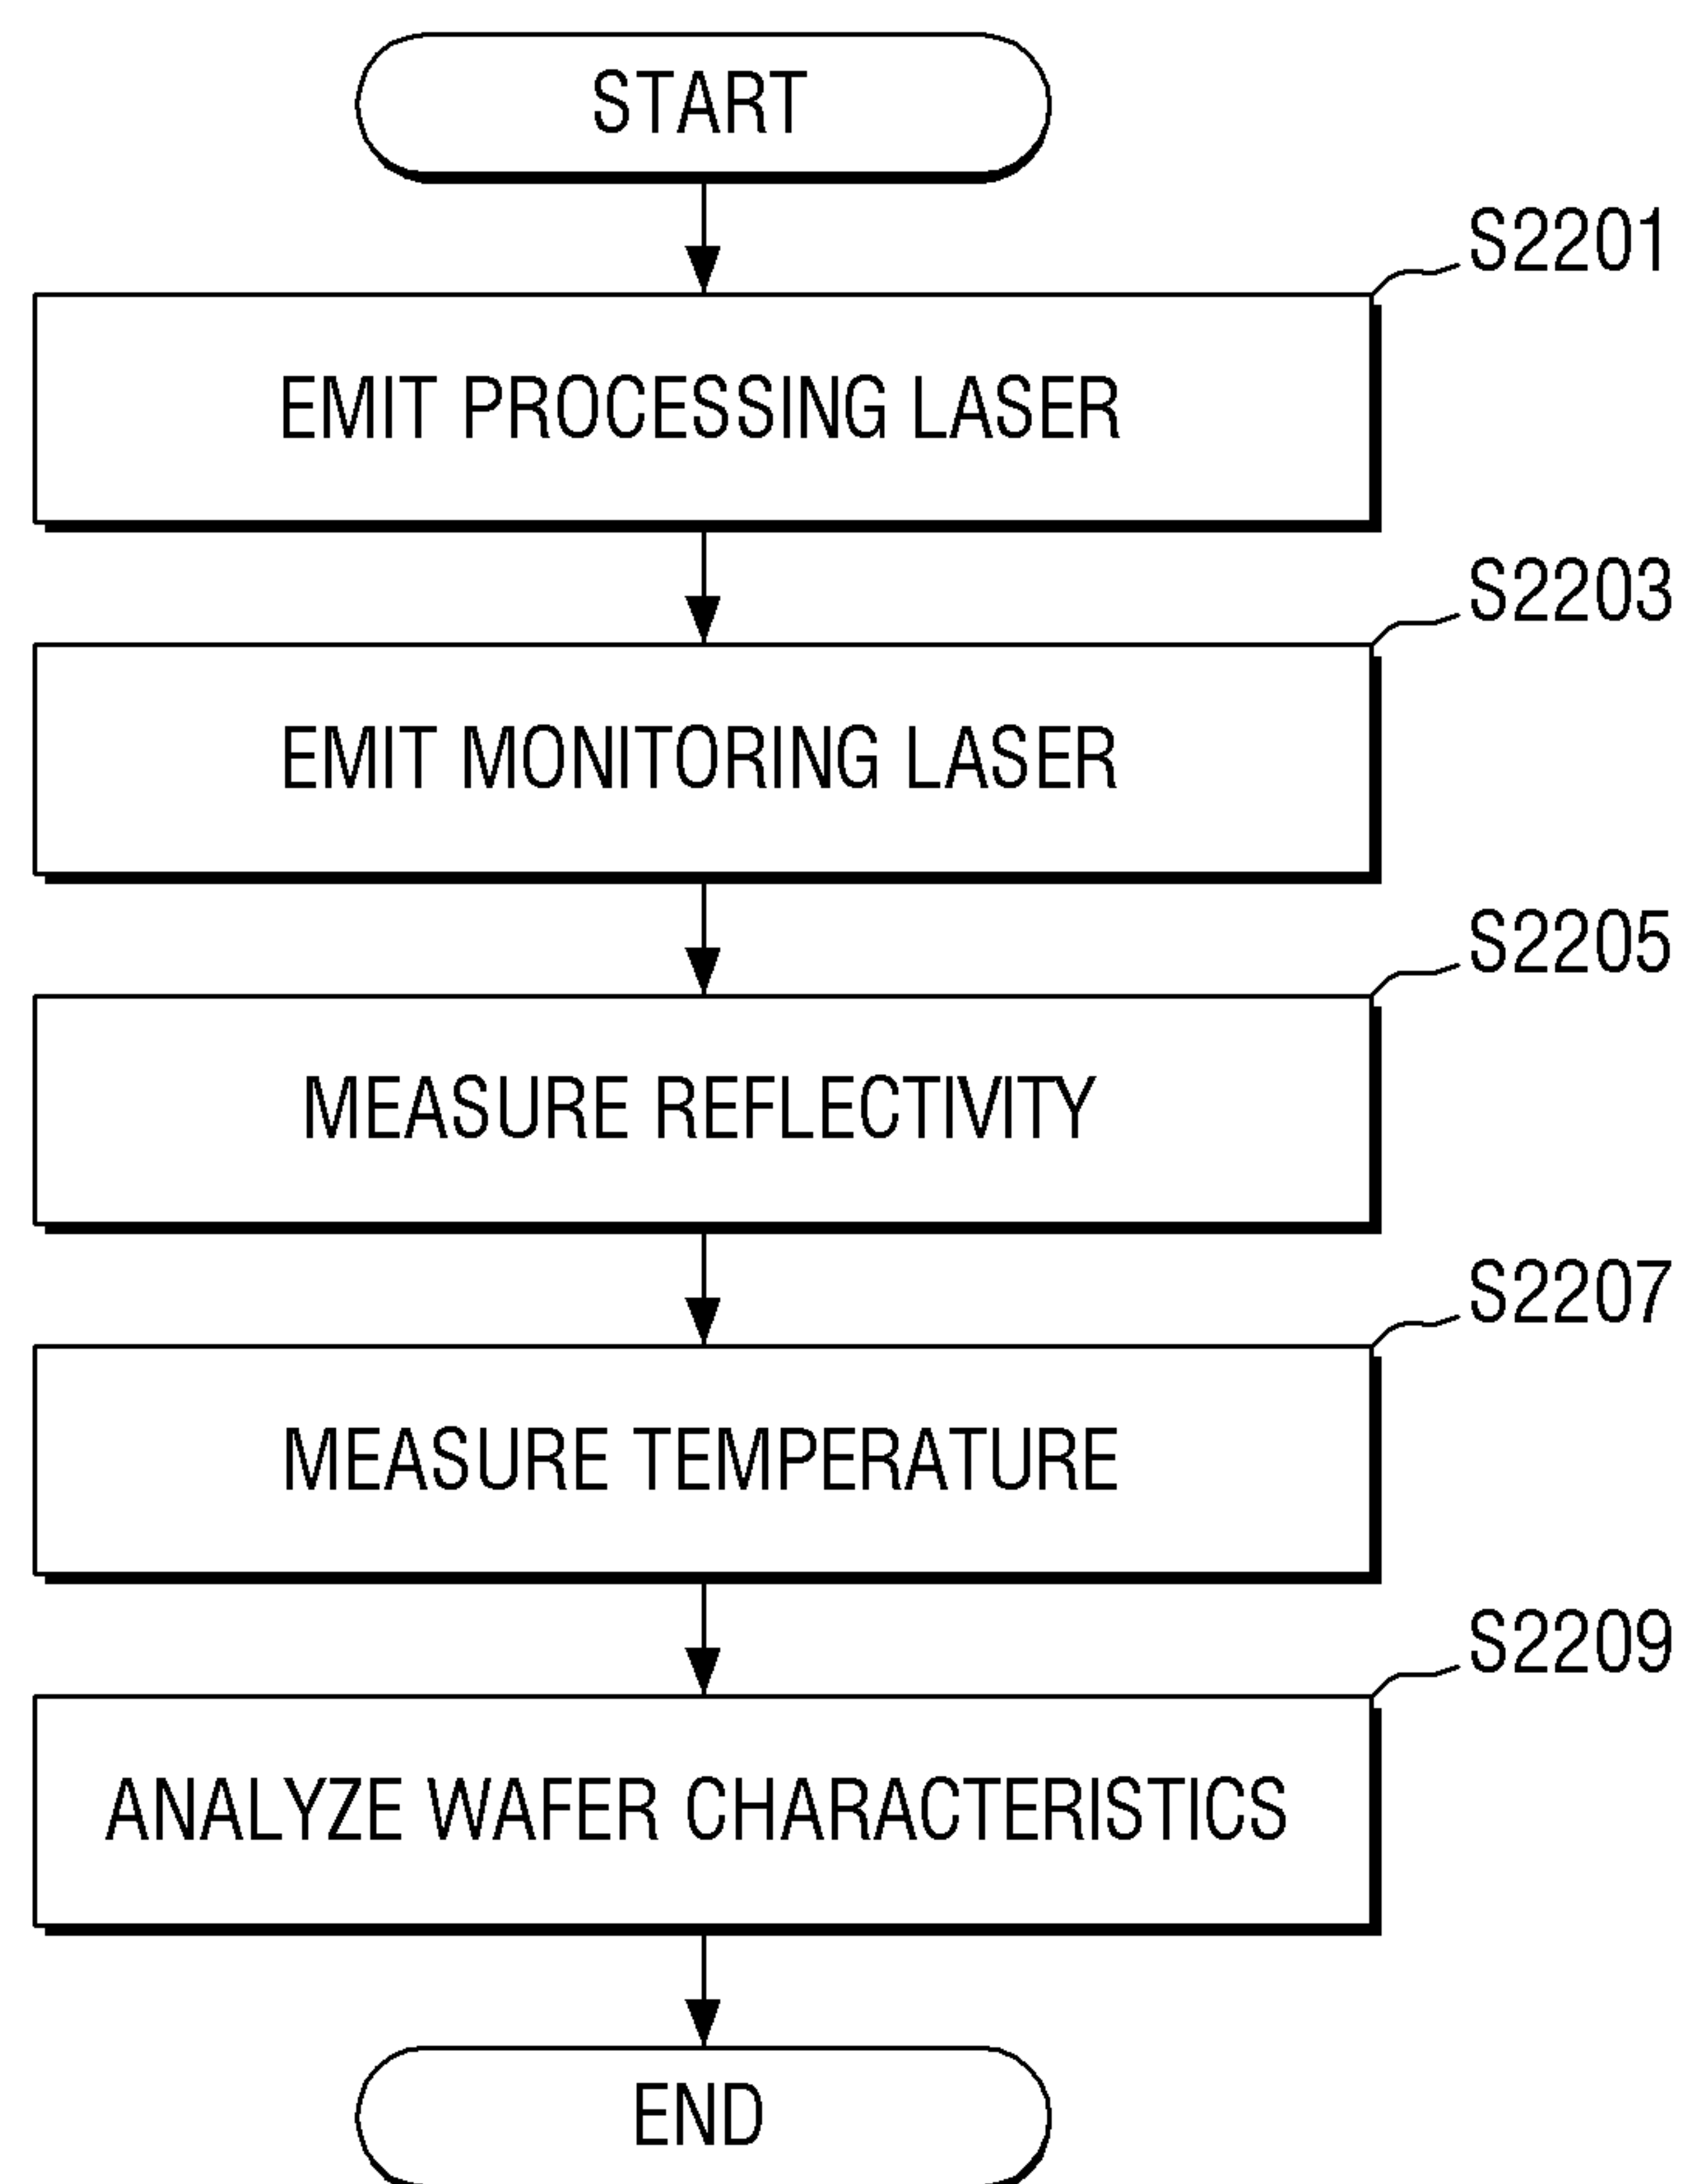 START
S2201
EMIT PROCESSING LASER
S2203
EMIT MONITORING LASER
S2205
MEASURE REFLECTIVITY
S2207
MEASURE TEMPERATURE
S2209
ANALYZE WAFER CHARACTERISTICS
END